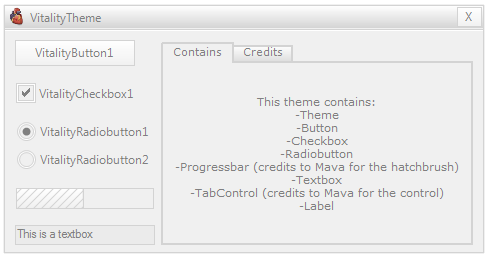 VitalityTheme
X
VitalityButton1
VitalityCheckbox1
VitalityRadiobutton1
VitalityRadiobutton2
This is a textbox
Contains
Credits
This theme contains:
-Theme
-Button
-Checkbox
-Radiobutton
-Progressbar (credits to Mava for the hatchbrush)
-Textbox
-TabControl (credits to Mava for the control)
-Label